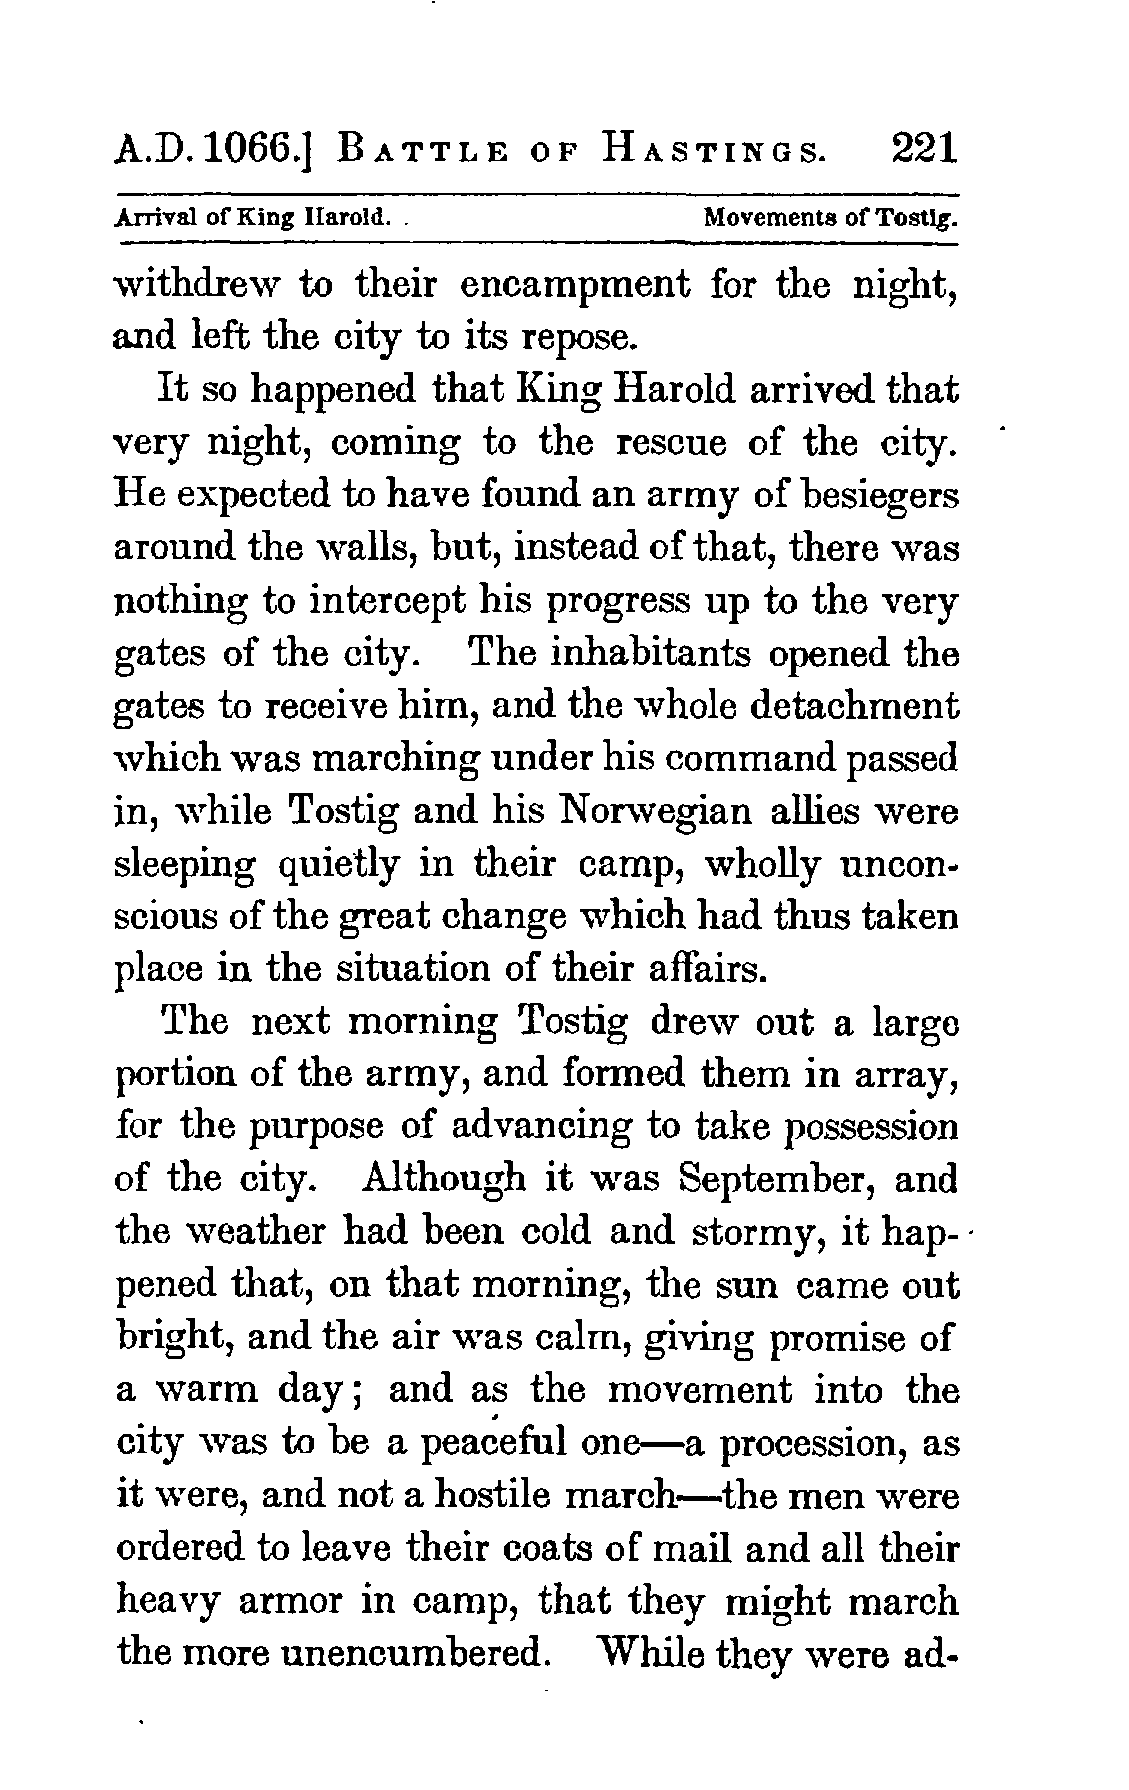 A.D. 1066.] BATTLE OF HASTINGS. 221
Arrival of King Harold. Movements of Tostig.
withdrew to their encampment for the night,
and left the city to its repose.
It so happened that King Harold arrived that
very night, coming to the rescue of the city.
He expected to have found an army of besiegers
around the walls, but, instead of that, there was
nothing to intercept his progress up to the very
gates of the city. The inhabitants opened the
gates to receive him, and the whole detachment
which was marching under his command passed
in, while Tostig and his Norwegian allies were
sleeping quietly in their camp, wholly uncon-
scious of the great change which had thus taken
place in the situation of their affairs.
The next morning Tostig drew out a large
portion of the army, and formed them in array,
for the purpose of advancing to take possession
of the city. Although it was September, and
the weather had been cold and stormy, it hap-
pened that, on that morning, the sun came out
bright, and the air was calm, giving promise of
a warm day; and as the movement into the
city was to be a peaceful one—a procession, as
it were, and not a hostile march—the men were
ordered to leave their coats of mail and all their
heavy armor in camp, that they might march
the more unencumbered. While they were ad-